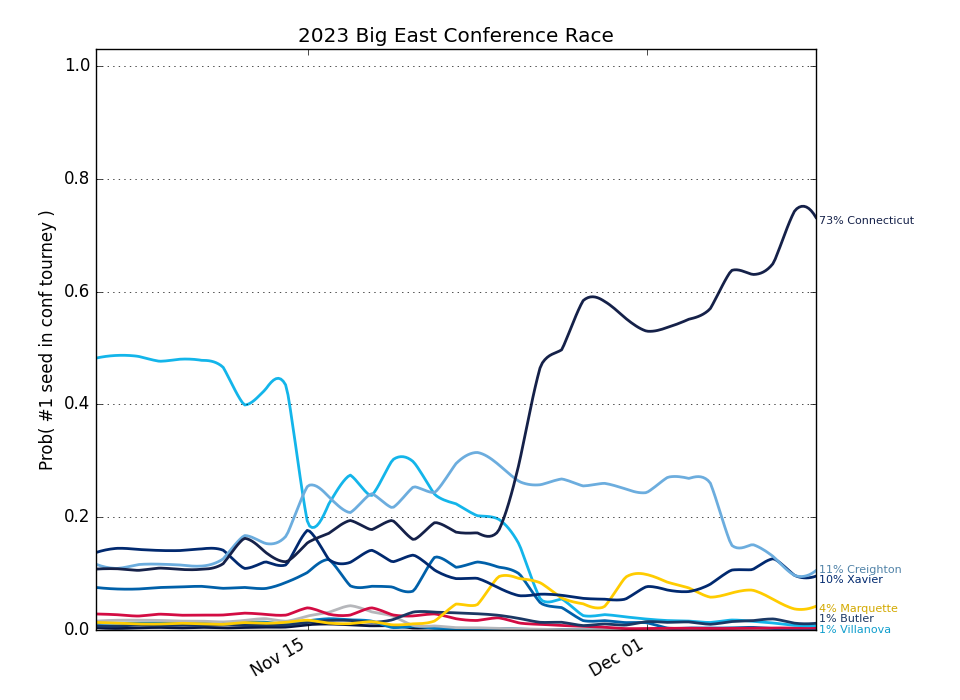 2023 Big East Conference Race
Prob( #1 seed in conf tourney )
1.0
0.8
0.6
0.4
0.2
0.0
Nov 15
Dec 01
73% Connecticut
11% Creighton
10% Xavier
4% Marquette
1% Butler
1% Villanova